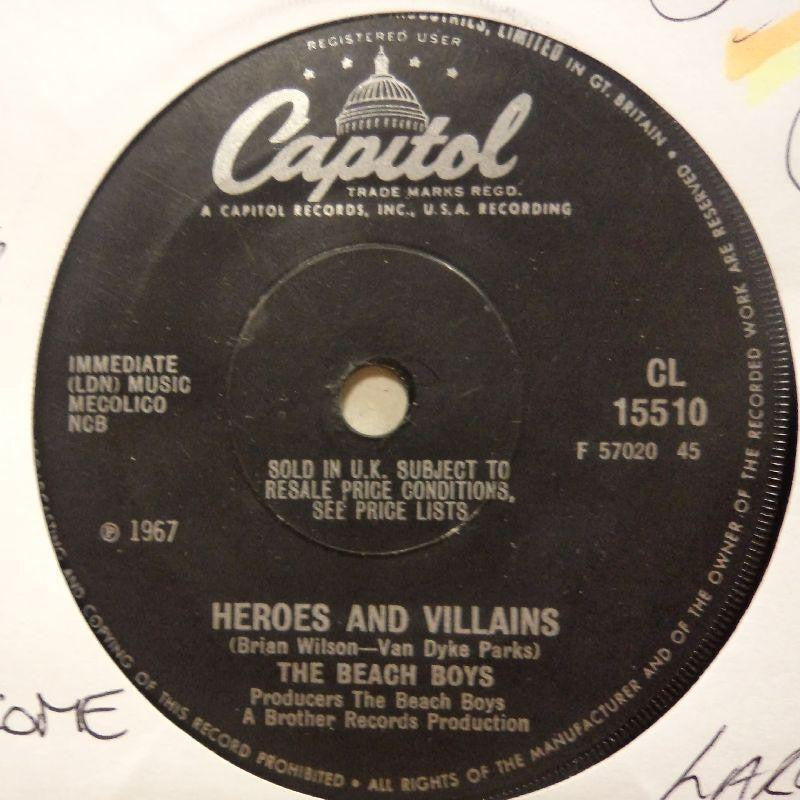 INDUSTRIES, LIMITED IN GT. BRITAIN •
REGISTERED USER
Capitol
TRADE MARKS REGD.
A CAPITOL RECORDS, INC., U.S.A. RECORDING
IMMEDIATE
(LDN) MUSIC
MECOLICO
NCB
CL
15510
F 57020 45
SOLD IN U.K. SUBJECT TO
RESALE PRICE CONDITIONS,
SEE PRICE LISTS
℗ 1967
HEROES AND VILLAINS
(Brian Wilson—Van Dyke Parks)
THE BEACH BOYS
Producers The Beach Boys
A Brother Records Production
AND COPYING OF THIS RECORD PROHIBITED • ALL RIGHTS OF THE MANUFACTURER AND OF THE OWNER OF THE RECORDED WORK ARE RESERVED
OME